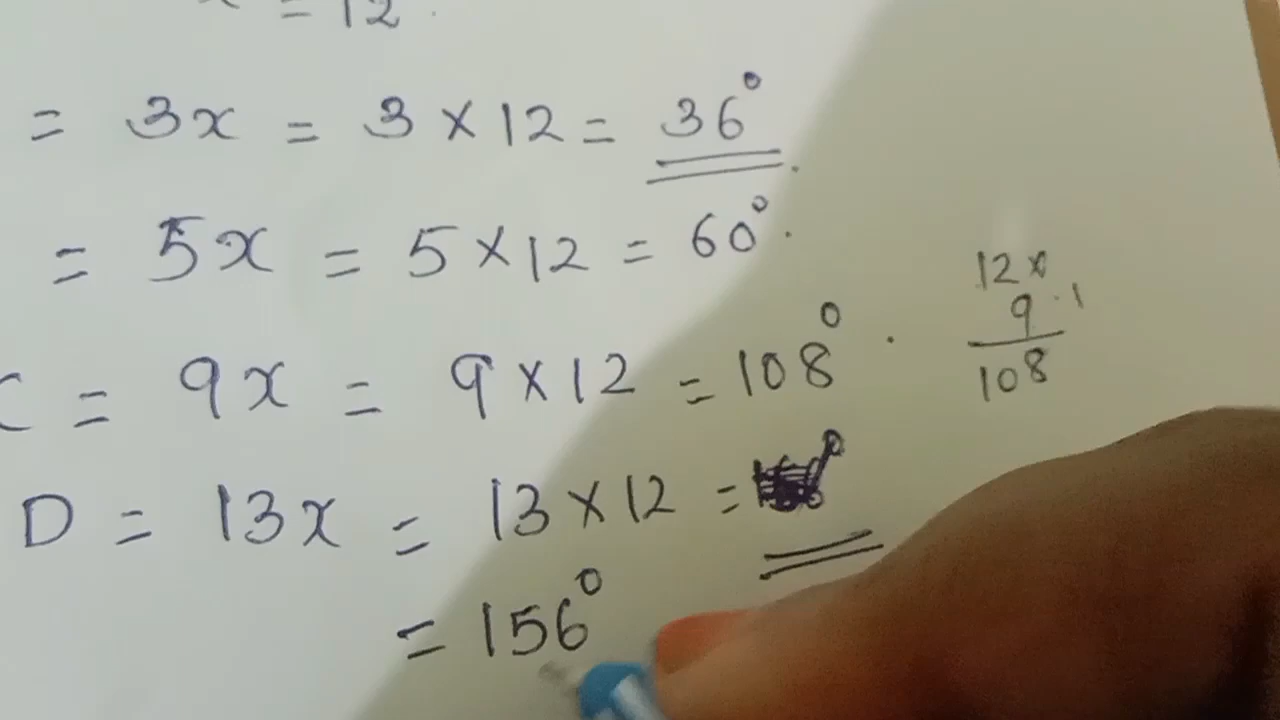 = 12.
= 3x = 3 × 12 = 36°.
= 5x = 5 × 12 = 60°.
C = 9x = 9 × 12 = 108°.
12 ×
9 . 1
108
D = 13x = 13 × 12 =
= 156°